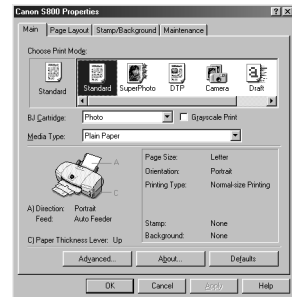 Canon S800 Properties
Main Page Layout Stamp/Background Maintenance
Choose Print Mode:
Standard Standard SuperPhoto DTP Camera Draft
BJ Cartridge: Photo Grayscale Print
Media Type: Plain Paper
A
C
A) Direction: Portrait
Feed: Auto Feeder
C) Paper Thickness Lever: Up
Page Size: Letter
Orientation: Portrait
Printing Type: Normal-size Printing
Stamp: None
Background: None
Advanced... About... Defaults
OK Cancel Apply Help